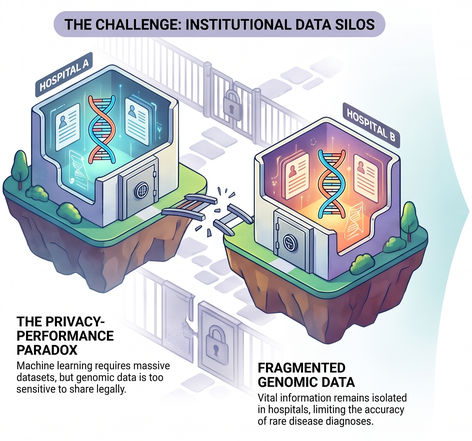 THE CHALLENGE: INSTITUTIONAL DATA SILOS
HOSPITAL A
HOSPITAL B
THE PRIVACY-
PERFORMANCE
PARADOX
Machine learning requires massive
datasets, but genomic data is too
sensitive to share legally.
FRAGMENTED
GENOMIC DATA
Vital information remains isolated
in hospitals, limiting the accuracy
of rare disease diagnoses.